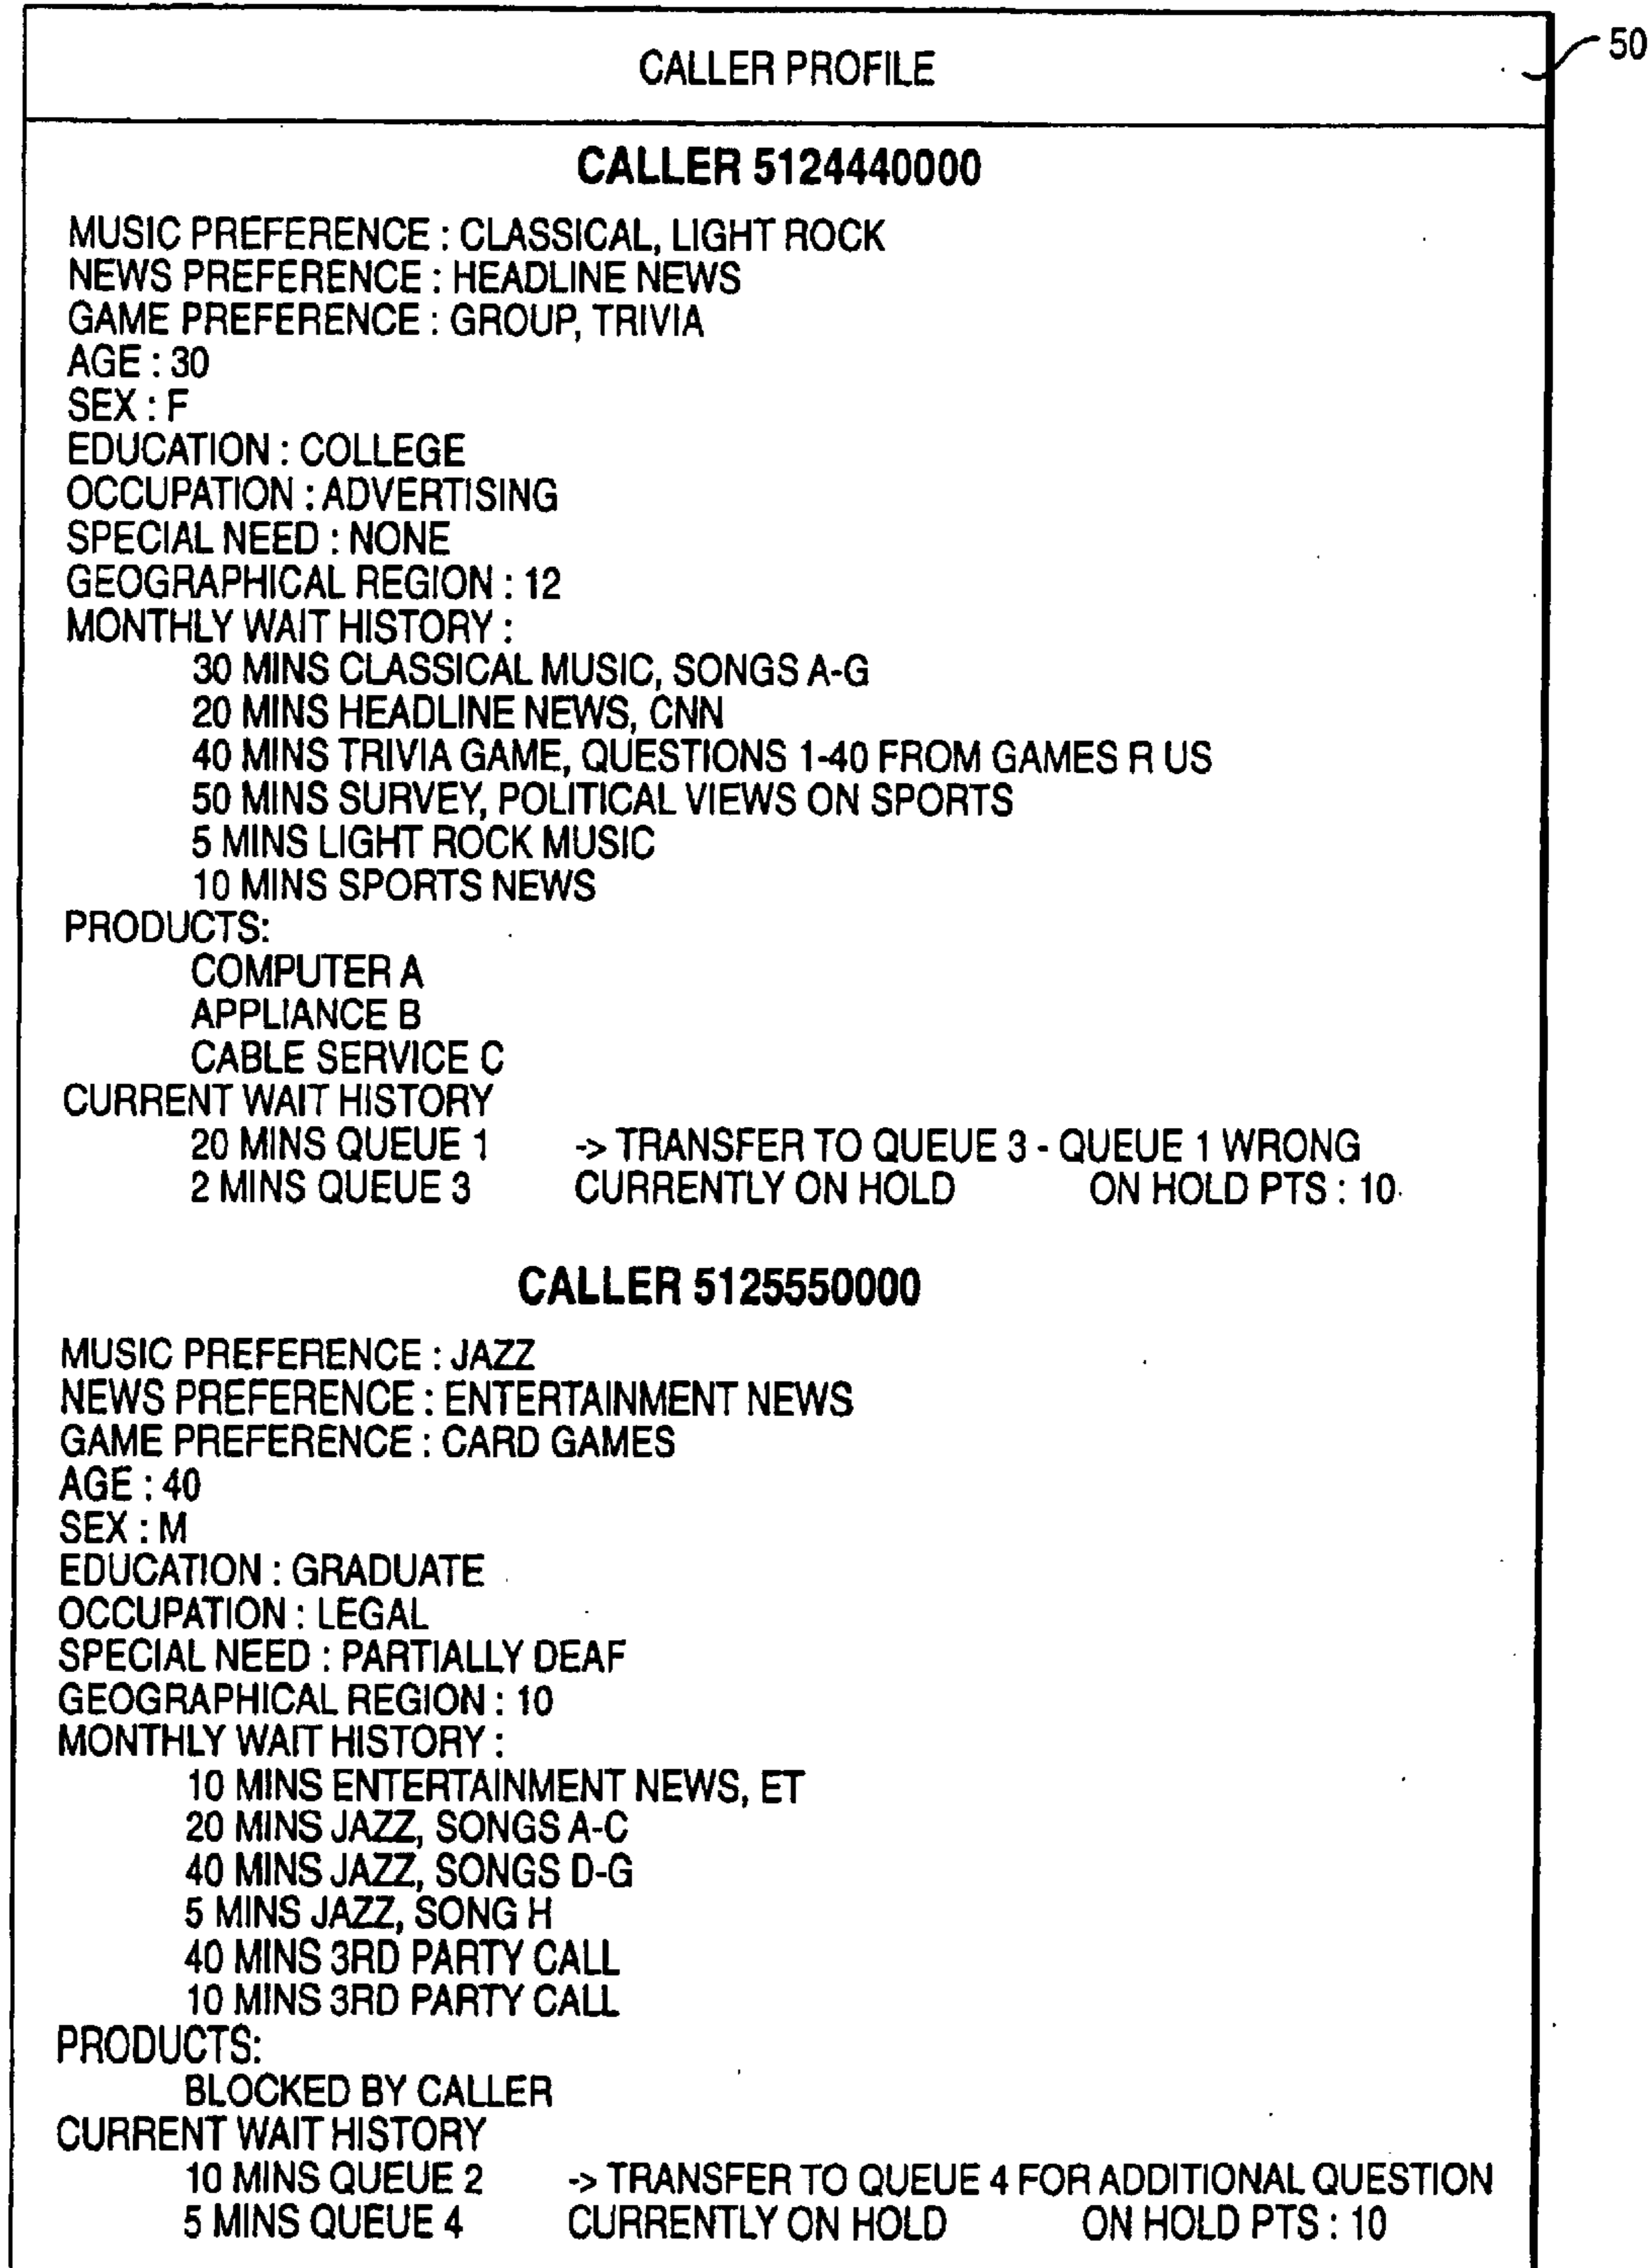 CALLER PROFILE
50
CALLER 5124440000
MUSIC PREFERENCE : CLASSICAL, LIGHT ROCK
NEWS PREFERENCE : HEADLINE NEWS
GAME PREFERENCE : GROUP, TRIVIA
AGE : 30
SEX : F
EDUCATION : COLLEGE
OCCUPATION : ADVERTISING
SPECIAL NEED : NONE
GEOGRAPHICAL REGION : 12
MONTHLY WAIT HISTORY :
30 MINS CLASSICAL MUSIC, SONGS A-G
20 MINS HEADLINE NEWS, CNN
40 MINS TRIVIA GAME, QUESTIONS 1-40 FROM GAMES R US
50 MINS SURVEY, POLITICAL VIEWS ON SPORTS
5 MINS LIGHT ROCK MUSIC
10 MINS SPORTS NEWS
PRODUCTS:
COMPUTER A
APPLIANCE B
CABLE SERVICE C
CURRENT WAIT HISTORY
20 MINS QUEUE 1 -> TRANSFER TO QUEUE 3 - QUEUE 1 WRONG
2 MINS QUEUE 3 CURRENTLY ON HOLD ON HOLD PTS : 10
CALLER 5125550000
MUSIC PREFERENCE : JAZZ
NEWS PREFERENCE : ENTERTAINMENT NEWS
GAME PREFERENCE : CARD GAMES
AGE : 40
SEX : M
EDUCATION : GRADUATE
OCCUPATION : LEGAL
SPECIAL NEED : PARTIALLY DEAF
GEOGRAPHICAL REGION : 10
MONTHLY WAIT HISTORY :
10 MINS ENTERTAINMENT NEWS, ET
20 MINS JAZZ, SONGS A-C
40 MINS JAZZ, SONGS D-G
5 MINS JAZZ, SONG H
40 MINS 3RD PARTY CALL
10 MINS 3RD PARTY CALL
PRODUCTS:
BLOCKED BY CALLER
CURRENT WAIT HISTORY
10 MINS QUEUE 2 -> TRANSFER TO QUEUE 4 FOR ADDITIONAL QUESTION
5 MINS QUEUE 4 CURRENTLY ON HOLD ON HOLD PTS : 10